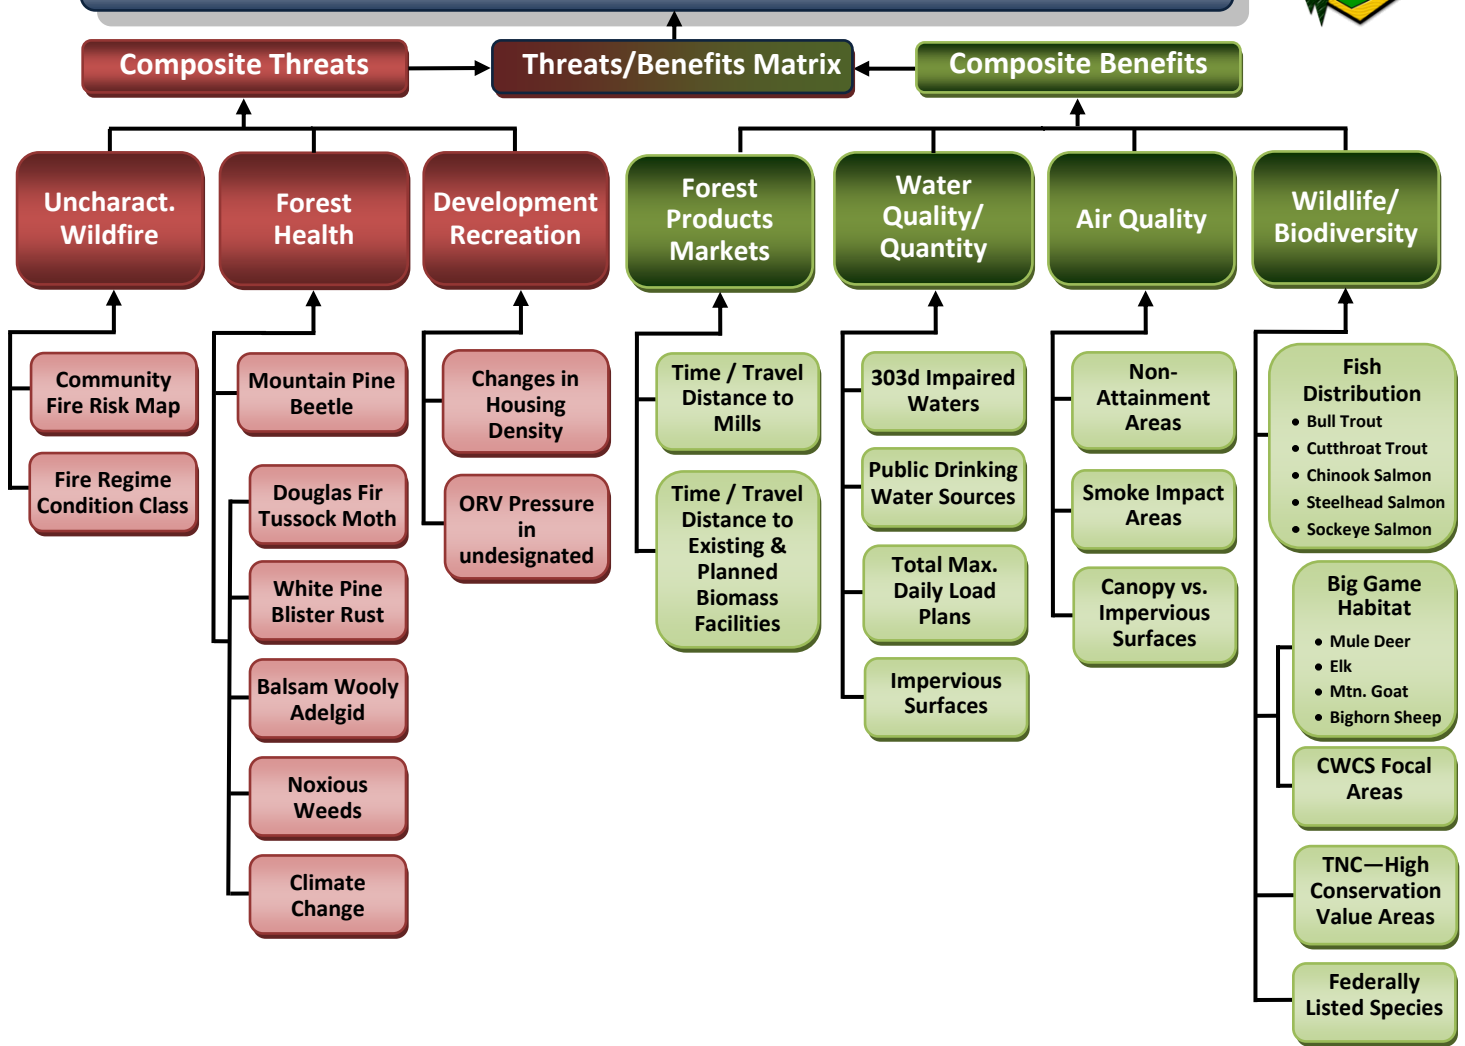 Composite Threats
Threats/Benefits Matrix
Composite Benefits
Uncharact.
Wildfire
Forest
Health
Development
Recreation
Forest
Products
Markets
Water
Quality/
Quantity
Air Quality
Wildlife/
Biodiversity
Community
Fire Risk Map
Fire Regime
Condition Class
Mountain Pine
Beetle
Douglas Fir
Tussock Moth
White Pine
Blister Rust
Balsam Wooly
Adelgid
Noxious
Weeds
Climate
Change
Changes in
Housing
Density
ORV Pressure
in
undesignated
Time / Travel
Distance to
Mills
Time / Travel
Distance to
Existing &
Planned
Biomass
Facilities
303d Impaired
Waters
Public Drinking
Water Sources
Total Max.
Daily Load
Plans
Impervious
Surfaces
Non-
Attainment
Areas
Smoke Impact
Areas
Canopy vs.
Impervious
Surfaces
Fish
Distribution
• Bull Trout
• Cutthroat Trout
• Chinook Salmon
• Steelhead Salmon
• Sockeye Salmon
Big Game
Habitat
• Mule Deer
• Elk
• Mtn. Goat
• Bighorn Sheep
CWCS Focal
Areas
TNC—High
Conservation
Value Areas
Federally
Listed Species